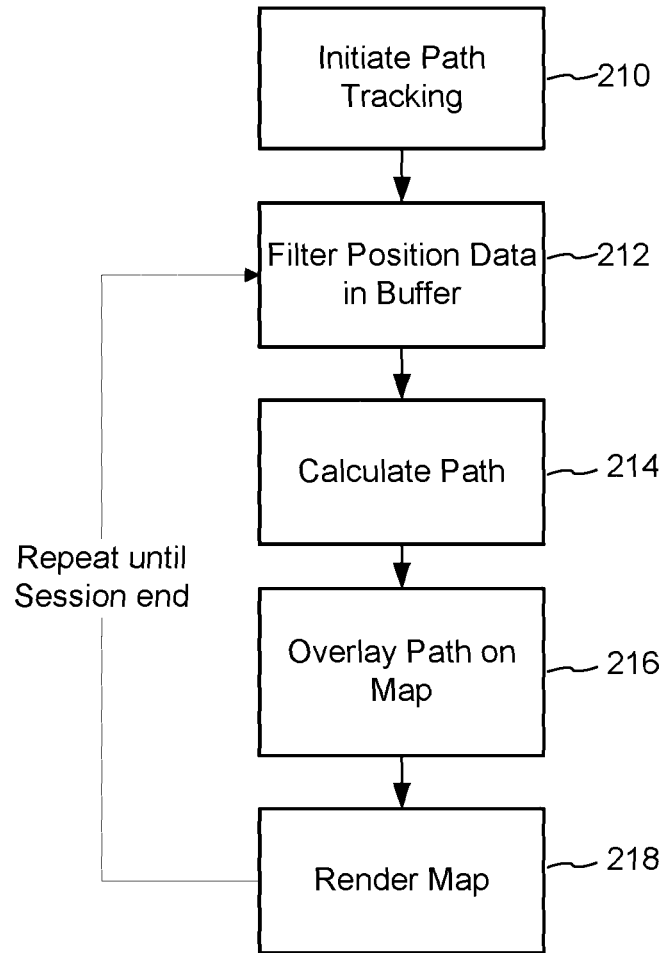 Initiate Path
Tracking
210
Filter Position Data
in Buffer
212
Calculate Path
214
Repeat until
Session end
Overlay Path on
Map
216
Render Map
218